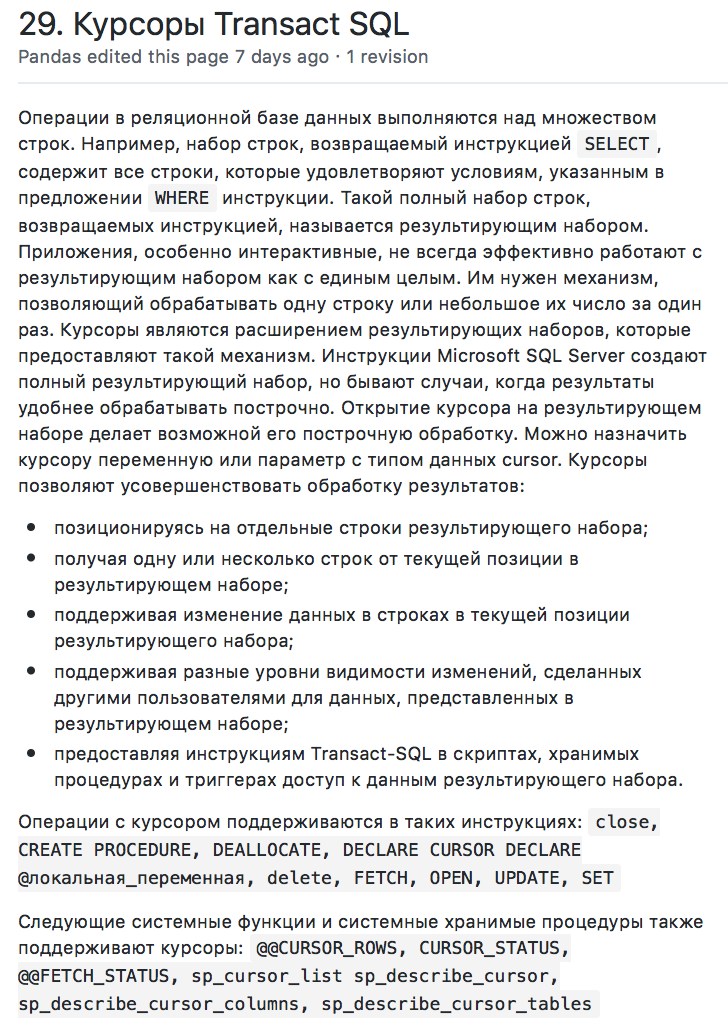 29. Курсоры Transact SQL
Pandas edited this page 7 days ago · 1 revision
Операции в реляционной базе данных выполняются над множеством
строк. Например, набор строк, возвращаемый инструкцией SELECT ,
содержит все строки, которые удовлетворяют условиям, указанным в
предложении WHERE инструкции. Такой полный набор строк,
возвращаемых инструкцией, называется результирующим набором.
Приложения, особенно интерактивные, не всегда эффективно работают с
результирующим набором как с единым целым. Им нужен механизм,
позволяющий обрабатывать одну строку или небольшое их число за один
раз. Курсоры являются расширением результирующих наборов, которые
предоставляют такой механизм. Инструкции Microsoft SQL Server создают
полный результирующий набор, но бывают случаи, когда результаты
удобнее обрабатывать построчно. Открытие курсора на результирующем
наборе делает возможной его построчную обработку. Можно назначить
курсору переменную или параметр с типом данных cursor. Курсоры
позволяют усовершенствовать обработку результатов:
• позиционируясь на отдельные строки результирующего набора;
• получая одну или несколько строк от текущей позиции в
результирующем наборе;
• поддерживая изменение данных в строках в текущей позиции
результирующего набора;
• поддерживая разные уровни видимости изменений, сделанных
другими пользователями для данных, представленных в
результирующем наборе;
• предоставляя инструкциям Transact-SQL в скриптах, хранимых
процедурах и триггерах доступ к данным результирующего набора.
Операции с курсором поддерживаются в таких инструкциях: close,
CREATE PROCEDURE, DEALLOCATE, DECLARE CURSOR DECLARE
@локальная_переменная, delete, FETCH, OPEN, UPDATE, SET
Следующие системные функции и системные хранимые процедуры также
поддерживают курсоры: @@CURSOR_ROWS, CURSOR_STATUS,
@@FETCH_STATUS, sp_cursor_list sp_describe_cursor,
sp_describe_cursor_columns, sp_describe_cursor_tables